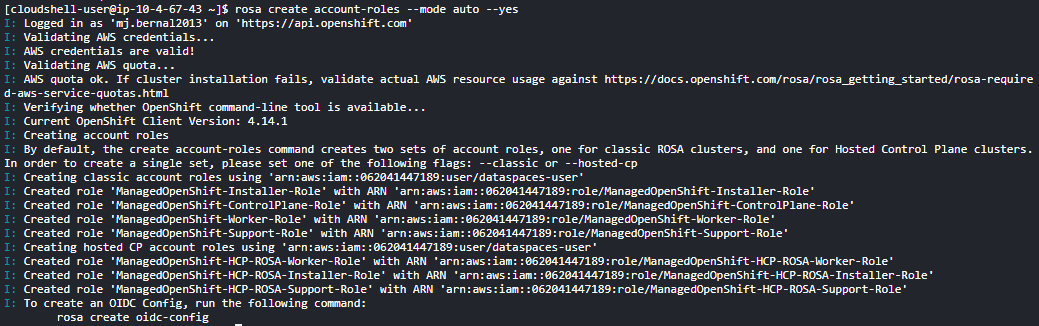 [cloudshell-user@ip-10-4-67-43 ~]$ rosa create account-roles --mode auto --yes
I: Logged in as 'mj.bernal2013' on 'https://api.openshift.com'
I: Validating AWS credentials...
I: AWS credentials are valid!
I: Validating AWS quota...
I: AWS quota ok. If cluster installation fails, validate actual AWS resource usage against https://docs.openshift.com/rosa/rosa_getting_started/rosa-require
d-aws-service-quotas.html
I: Verifying whether OpenShift command-line tool is available...
I: Current OpenShift Client Version: 4.14.1
I: Creating account roles
I: By default, the create account-roles command creates two sets of account roles, one for classic ROSA clusters, and one for Hosted Control Plane clusters.
In order to create a single set, please set one of the following flags: --classic or --hosted-cp
I: Creating classic account roles using 'arn:aws:iam::062041447189:user/dataspaces-user'
I: Created role 'ManagedOpenShift-Installer-Role' with ARN 'arn:aws:iam::062041447189:role/ManagedOpenShift-Installer-Role'
I: Created role 'ManagedOpenShift-ControlPlane-Role' with ARN 'arn:aws:iam::062041447189:role/ManagedOpenShift-ControlPlane-Role'
I: Created role 'ManagedOpenShift-Worker-Role' with ARN 'arn:aws:iam::062041447189:role/ManagedOpenShift-Worker-Role'
I: Created role 'ManagedOpenShift-Support-Role' with ARN 'arn:aws:iam::062041447189:role/ManagedOpenShift-Support-Role'
I: Creating hosted CP account roles using 'arn:aws:iam::062041447189:user/dataspaces-user'
I: Created role 'ManagedOpenShift-HCP-ROSA-Worker-Role' with ARN 'arn:aws:iam::062041447189:role/ManagedOpenShift-HCP-ROSA-Worker-Role'
I: Created role 'ManagedOpenShift-HCP-ROSA-Installer-Role' with ARN 'arn:aws:iam::062041447189:role/ManagedOpenShift-HCP-ROSA-Installer-Role'
I: Created role 'ManagedOpenShift-HCP-ROSA-Support-Role' with ARN 'arn:aws:iam::062041447189:role/ManagedOpenShift-HCP-ROSA-Support-Role'
I: To create an OIDC Config, run the following command:
rosa create oidc-config